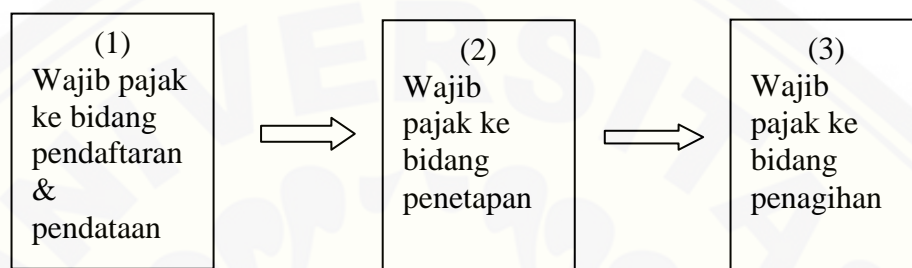 (1)
Wajib pajak
ke bidang
pendaftaran
&
pendataan
(2)
Wajib
pajak ke
bidang
penetapan
(3)
Wajib
pajak ke
bidang
penagihan